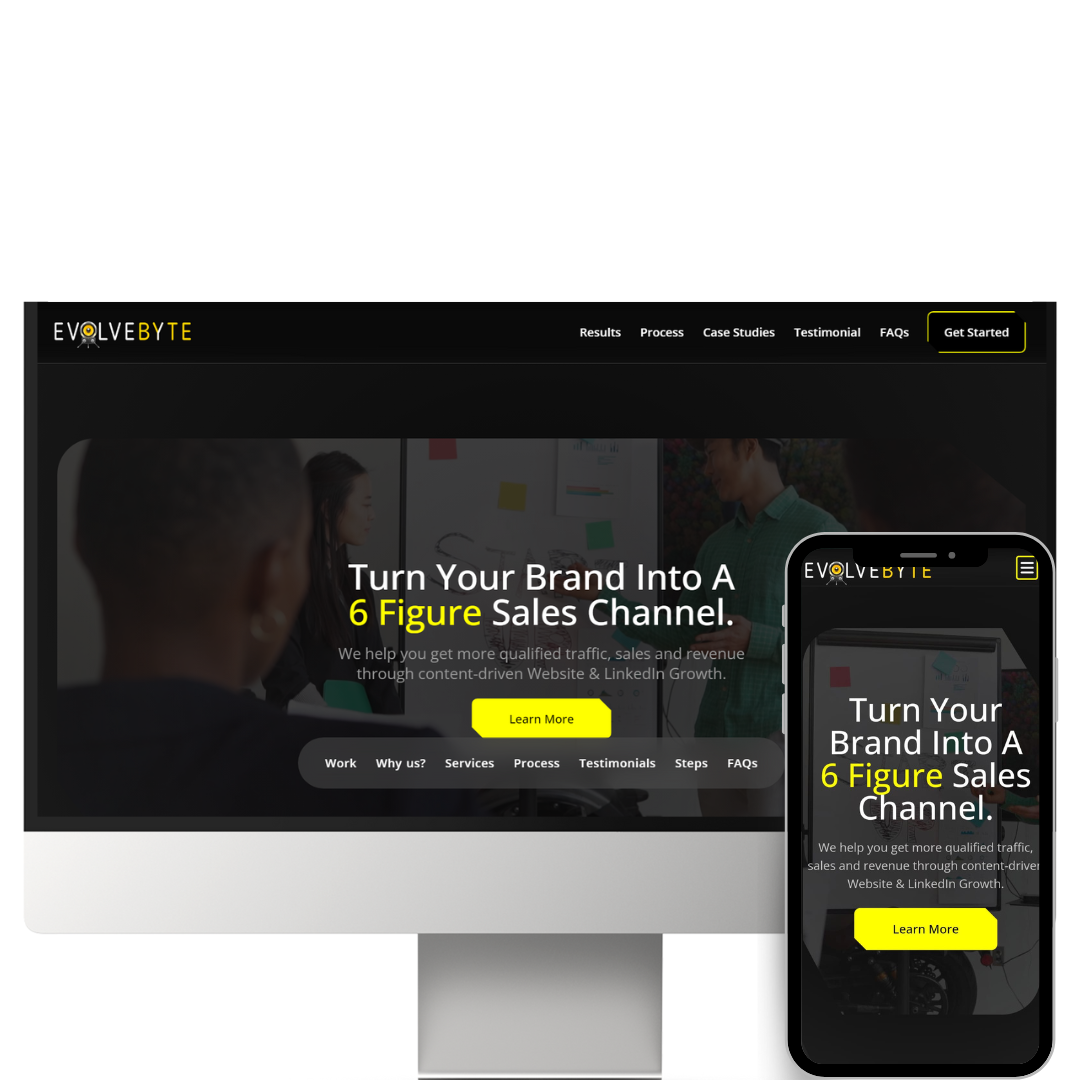 EVOLVEBYTE
Results Process Case Studies Testimonial FAQs Get Started
Turn Your Brand Into A
6 Figure Sales Channel.
We help you get more qualified traffic, sales and revenue
through content-driven Website & LinkedIn Growth.
Learn More
Work Why us? Services Process Testimonials Steps FAQs
EVOLVEBYTE
Turn Your
Brand Into A
6 Figure Sales
Channel.
We help you get more qualified traffic,
sales and revenue through content-driven
Website & LinkedIn Growth.
Learn More